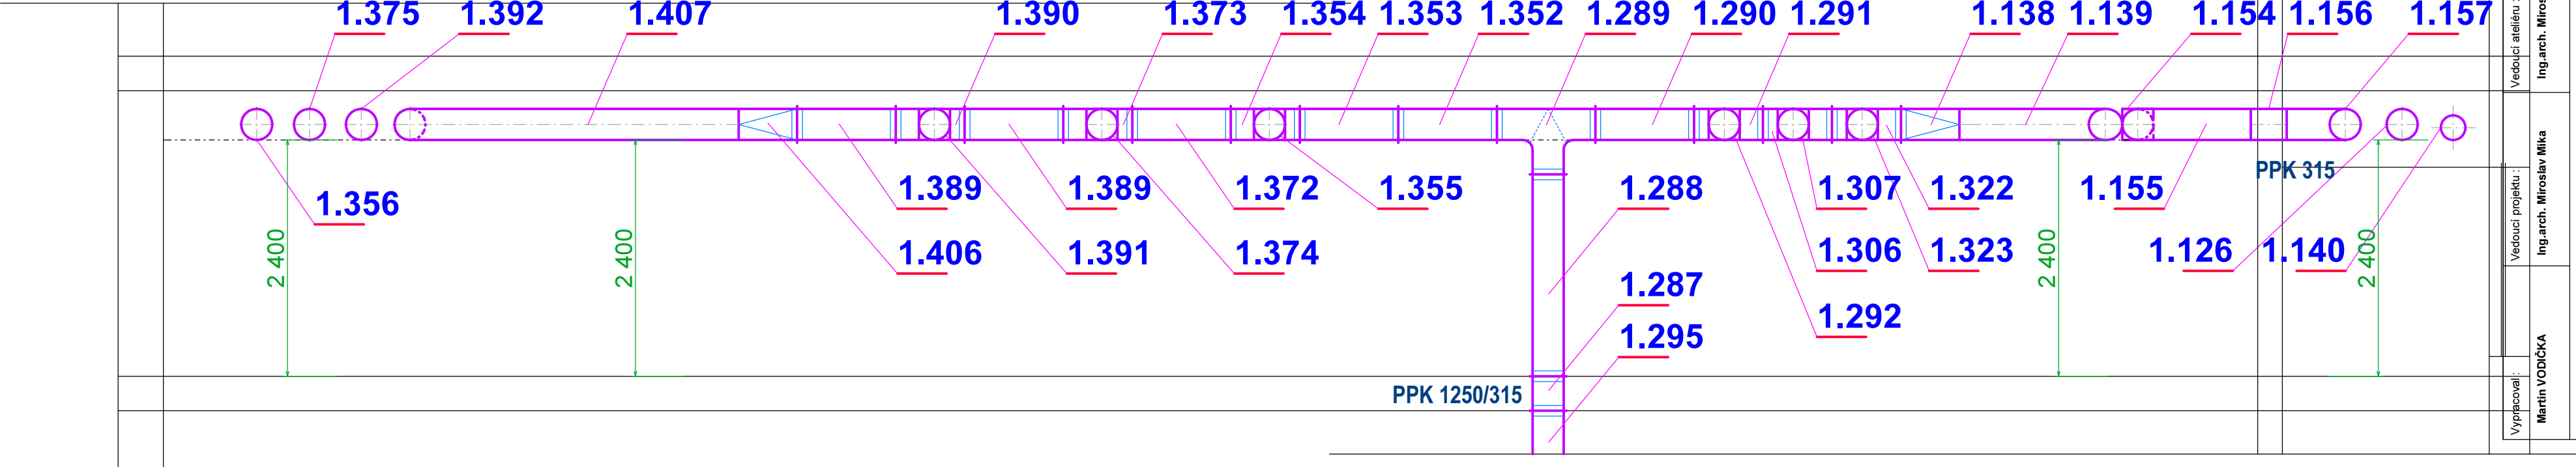 1.375 1.392 1.407 1.390 1.373 1.354 1.353 1.352 1.289 1.290 1.291 1.138 1.139 1.154 1.156 1.157
PPK 315
1.356 1.389 1.389 1.372 1.355 1.288 1.307 1.322 1.155
1.406 1.391 1.374 1.306 1.323 1.126 1.140
2 400 2 400 2 400 2 400
1.287
1.292
1.295
PPK 1250/315
Vedoucí ateliéru :
Ing.arch. Miros
Vedoucí projektu :
Ing.arch. Miroslav Mika
Vypracoval :
Martin VODIČKA